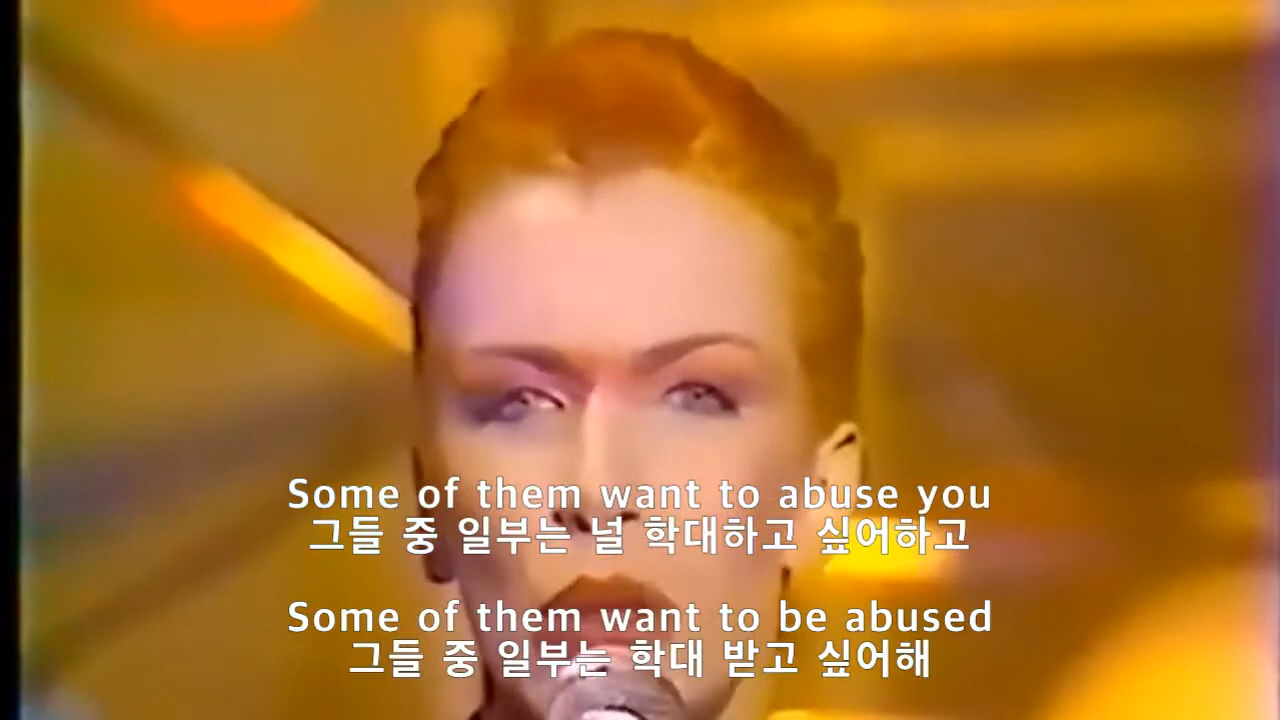 Some of them want to abuse you
그들 중 일부는 널 학대하고 싶어하고
Some of them want to be abused
그들 중 일부는 학대 받고 싶어해